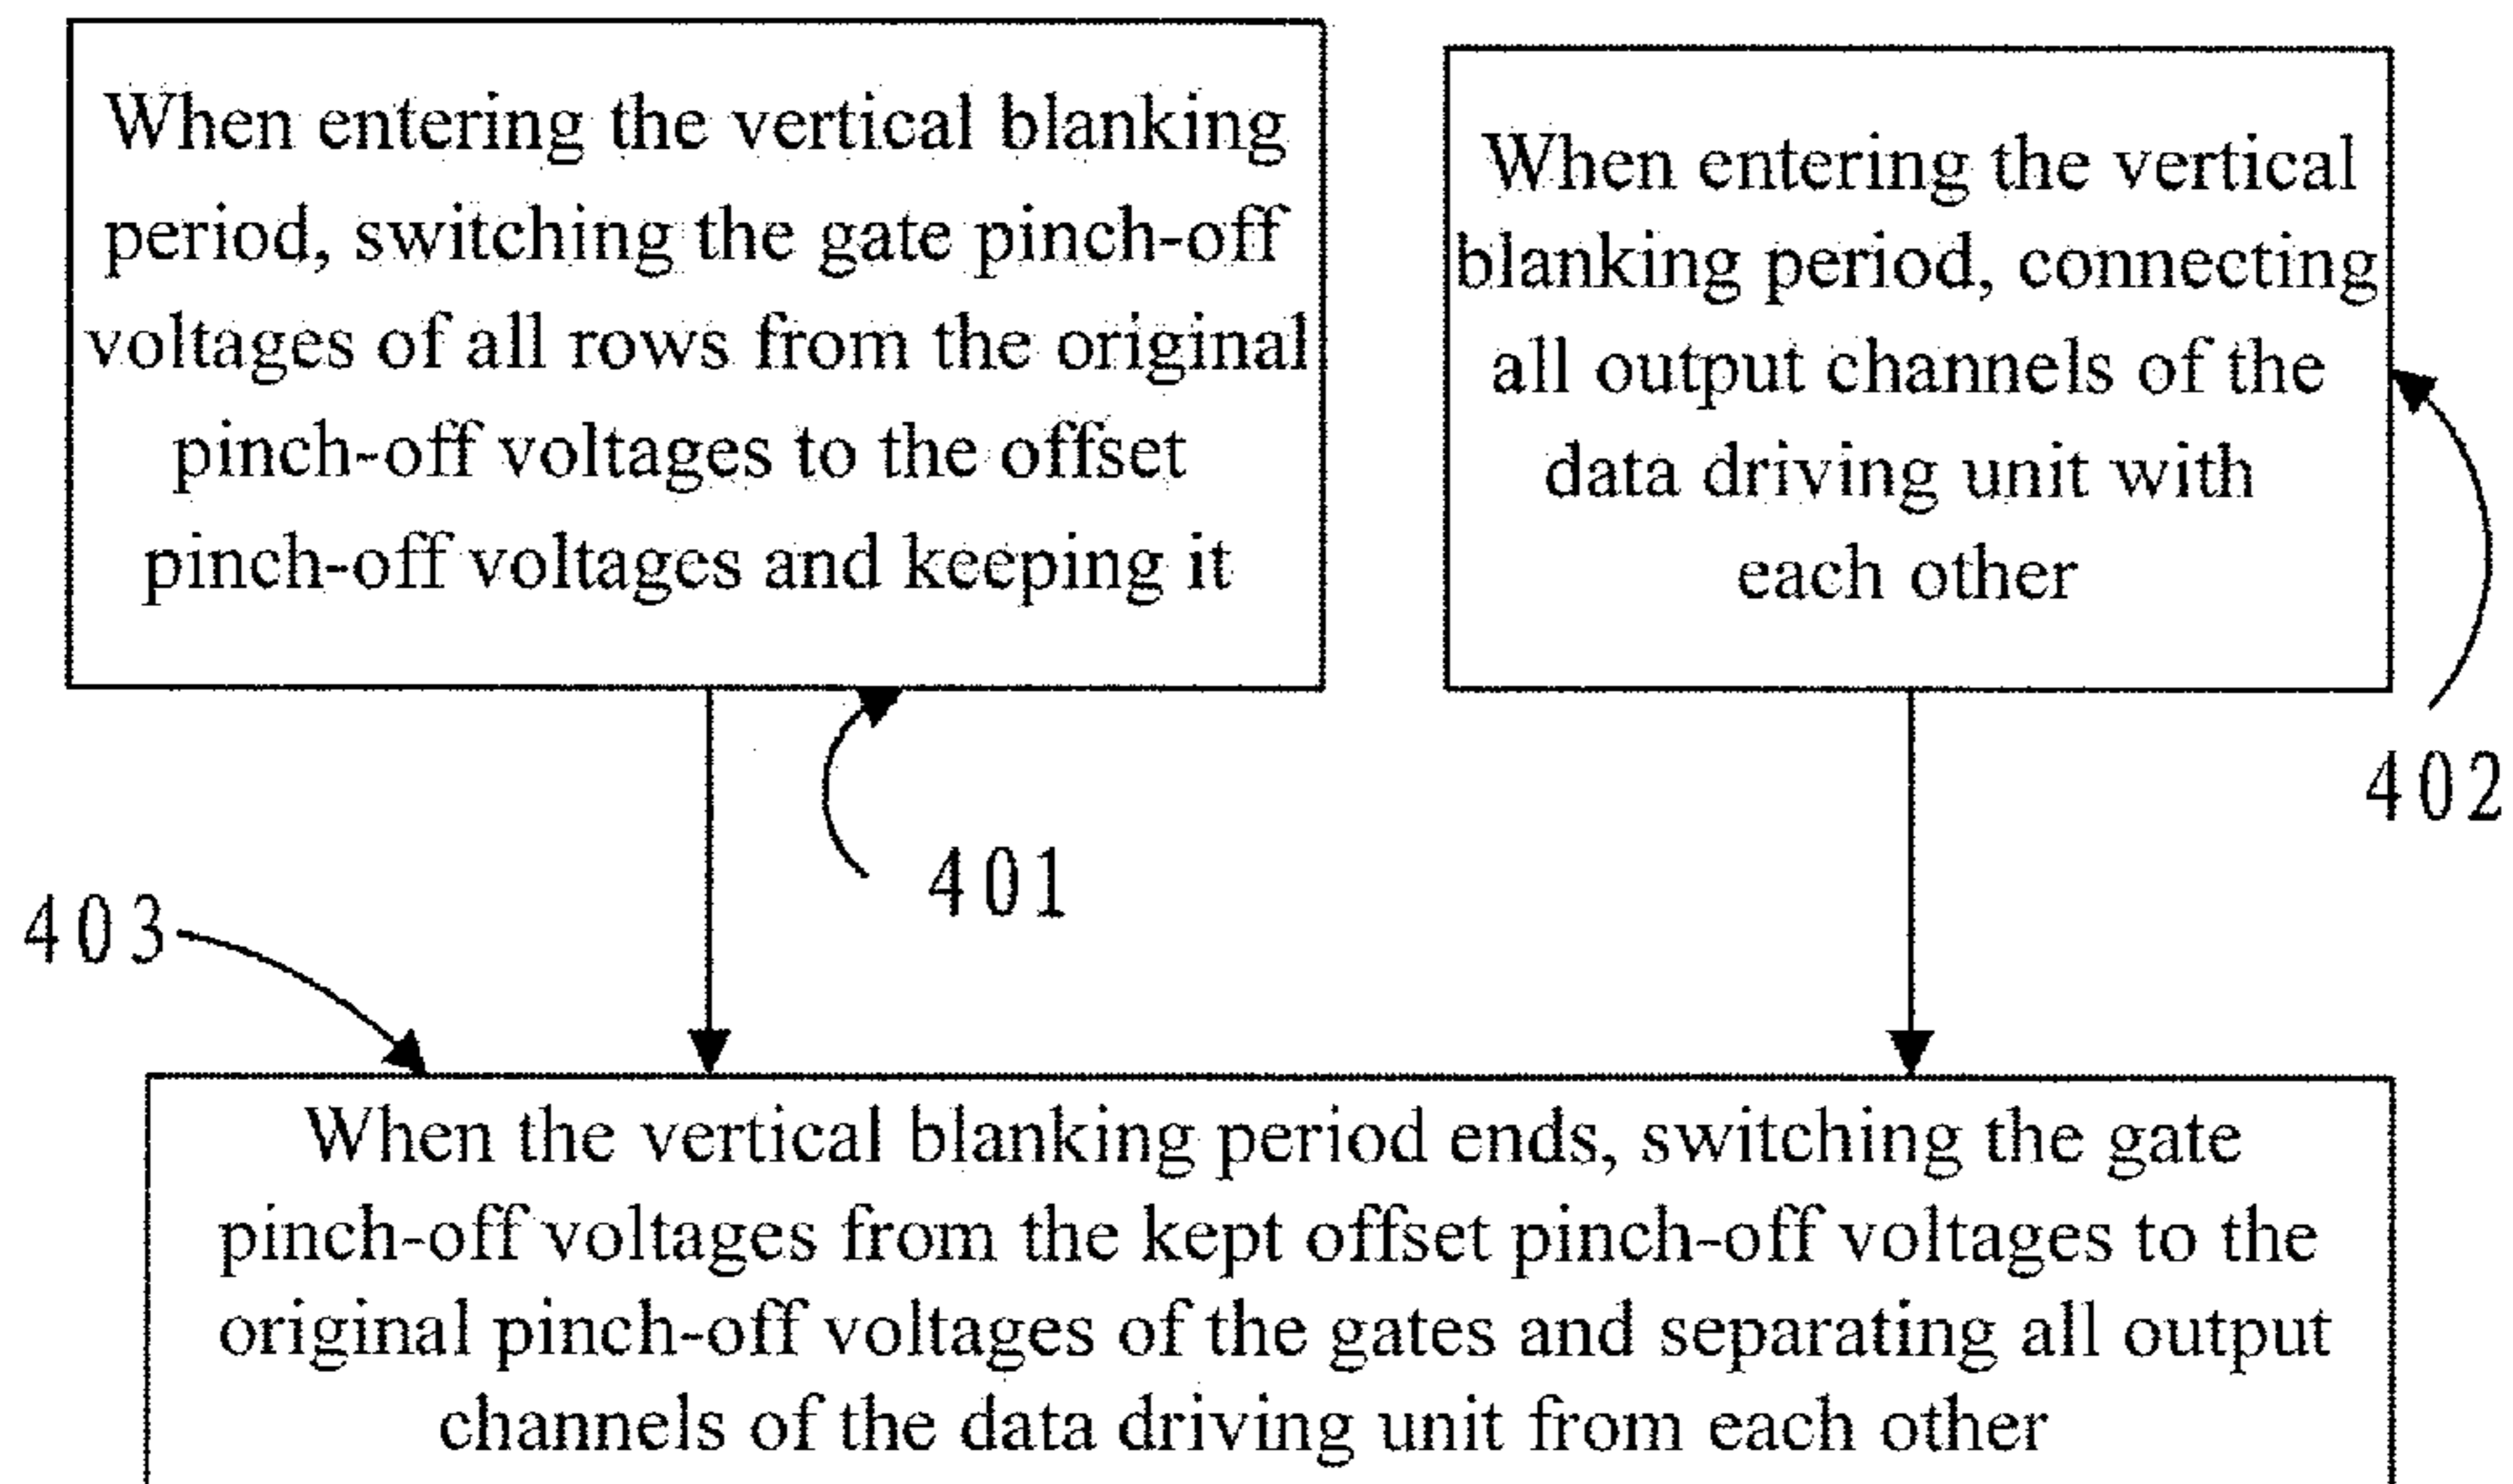 When entering the vertical blanking
period, switching the gate pinch-off
voltages of all rows from the original
pinch-off voltages to the offset
pinch-off voltages and keeping it
When entering the vertical
blanking period, connecting
all output channels of the
data driving unit with
each other
402
401
403
When the vertical blanking period ends, switching the gate
pinch-off voltages from the kept offset pinch-off voltages to the
original pinch-off voltages of the gates and separating all output
channels of the data driving unit from each other